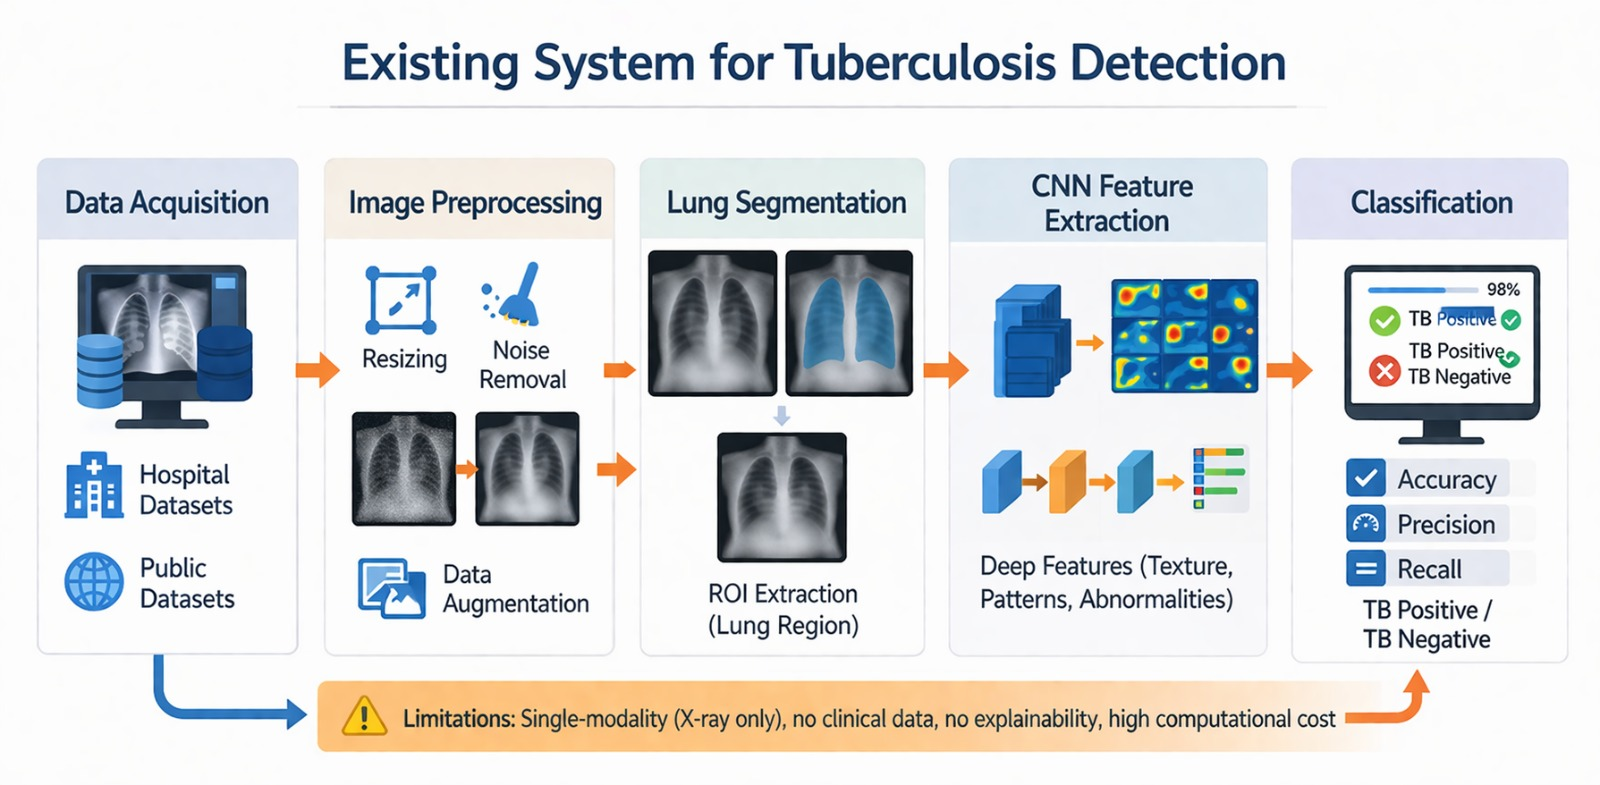 Existing System for Tuberculosis Detection
Data Acquisition
Hospital
Datasets
Public
Datasets
Image Preprocessing
Resizing
Noise
Removal
Data
Augmentation
Lung Segmentation
ROI Extraction
(Lung Region)
CNN Feature
Extraction
Deep Features (Texture,
Patterns, Abnormalities)
Classification
98%
TB Positive
TB Positive
TB Negative
Accuracy
Precision
Recall
TB Positive /
TB Negative
Limitations: Single-modality (X-ray only), no clinical data, no explainability, high computational cost